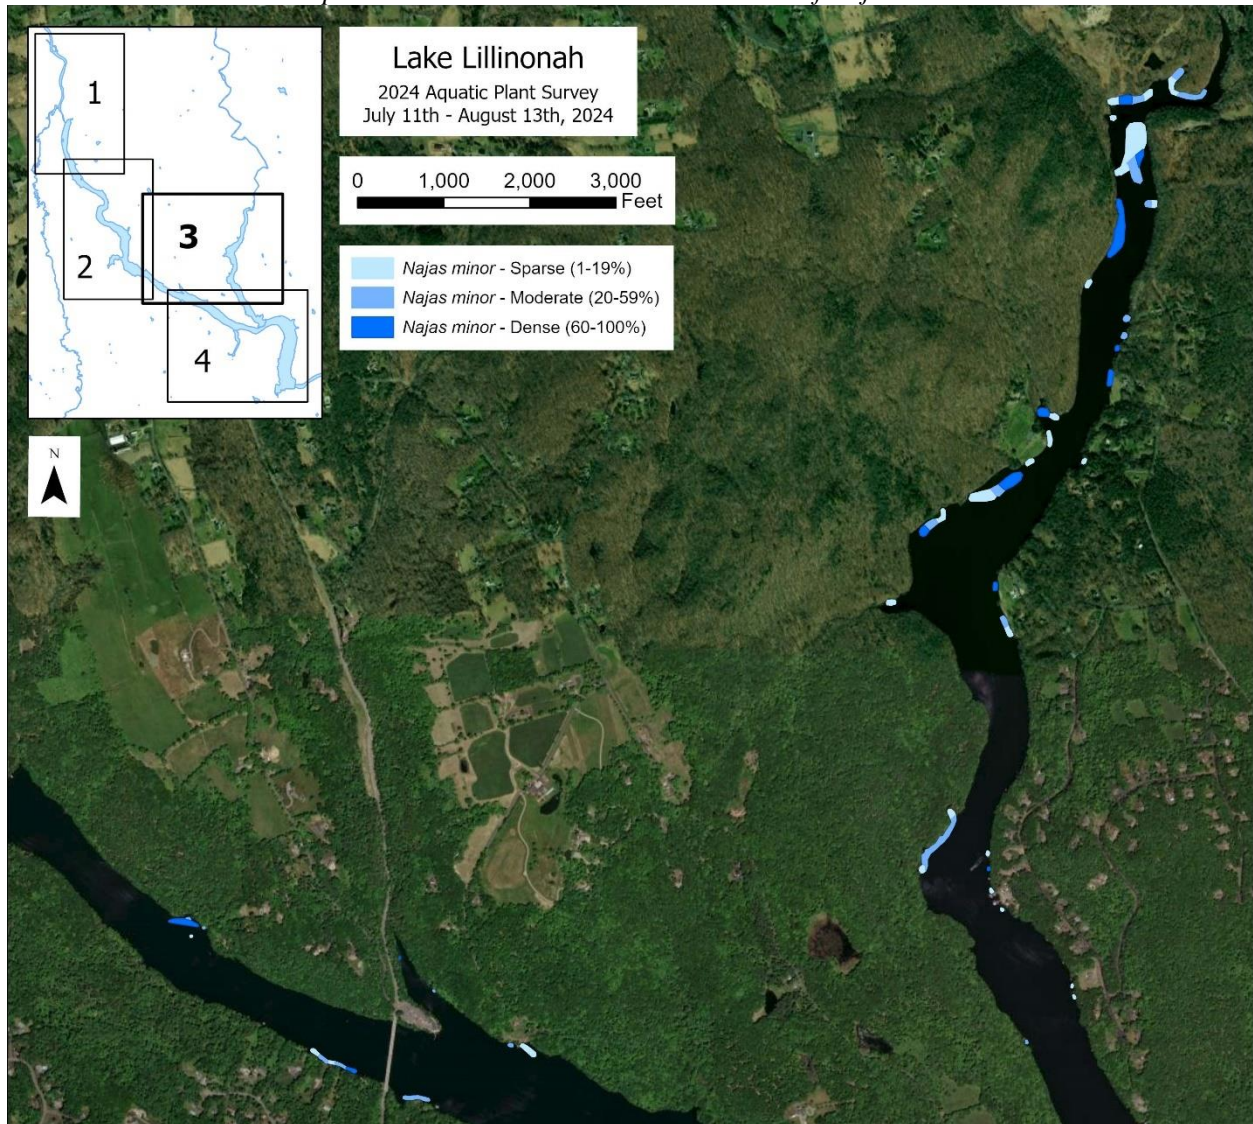 Lake Lillinonah
2024 Aquatic Plant Survey
July 11th - August 13th, 2024
0 1,000 2,000 3,000
Feet
Najas minor - Sparse (1-19%)
Najas minor - Moderate (20-59%)
Najas minor - Dense (60-100%)
1
2
3
4
N